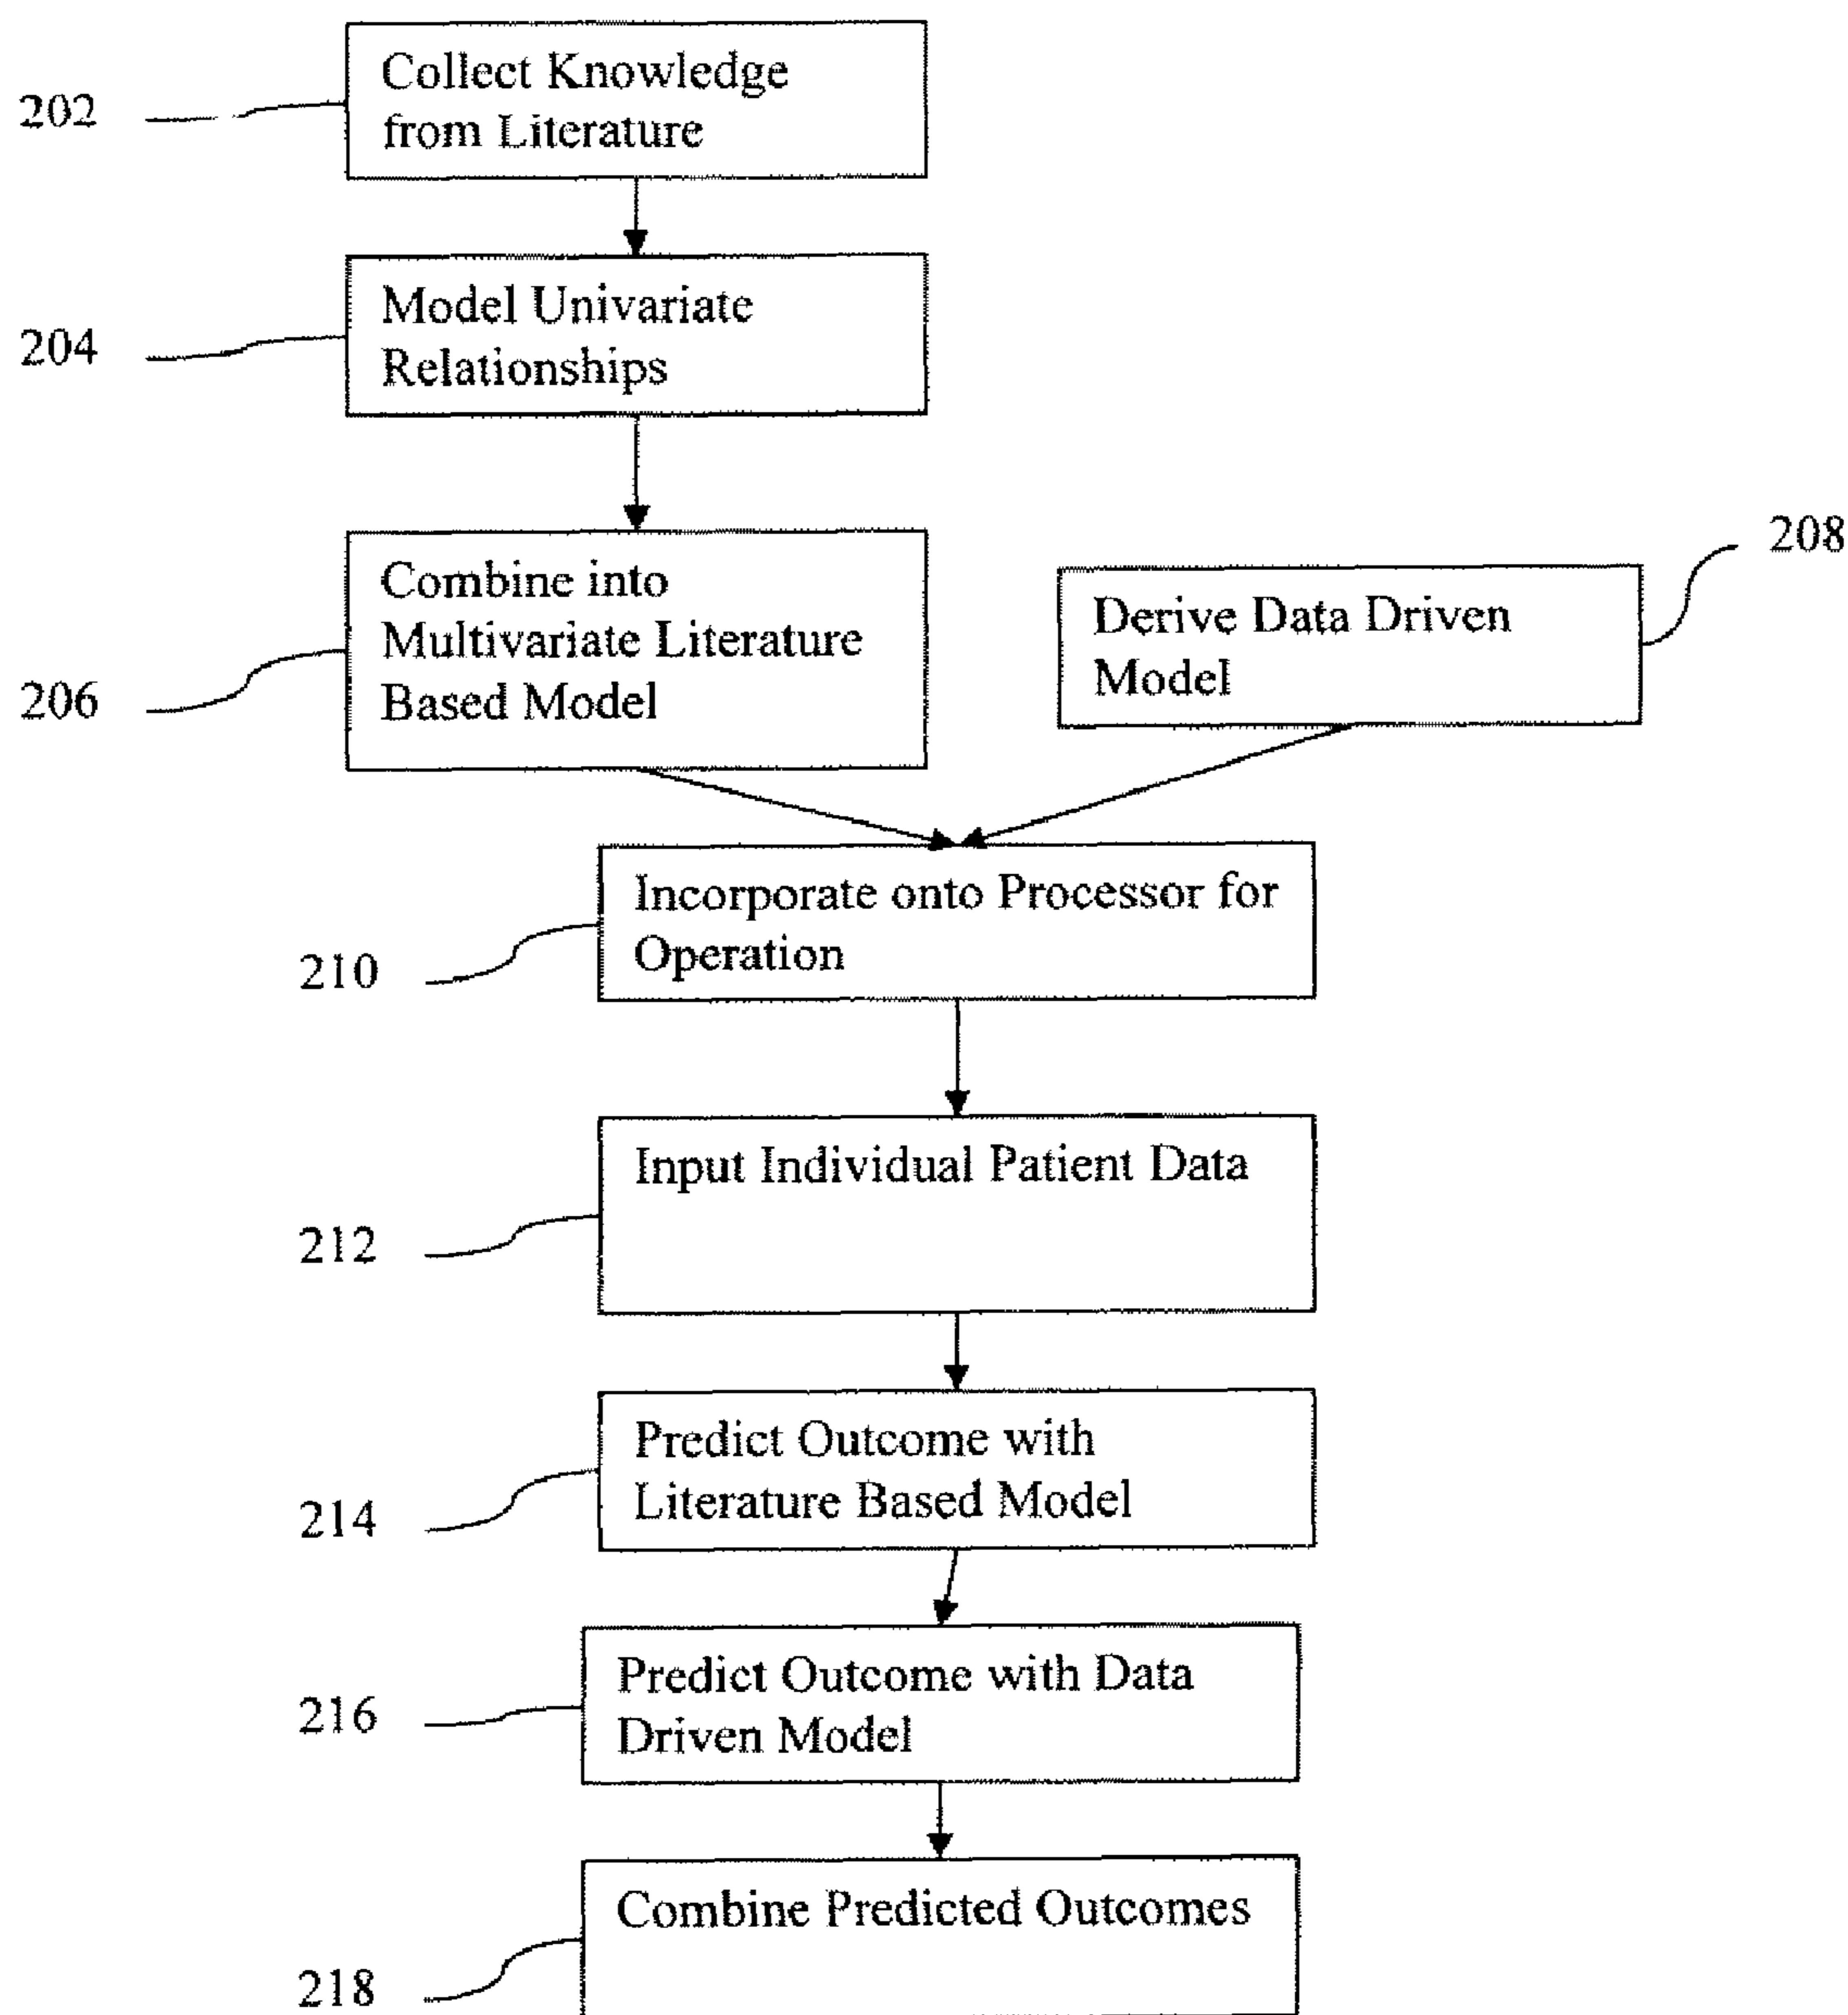 Collect Knowledge
from Literature
202
Model Univariate
Relationships
204
Combine into
Multivariate Literature
Based Model
206
208
Derive Data Driven
Model
Incorporate onto Processor for
Operation
210
Input Individual Patient Data
212
Predict Outcome with
Literature Based Model
214
Predict Outcome with Data
Driven Model
216
Combine Predicted Outcomes
218